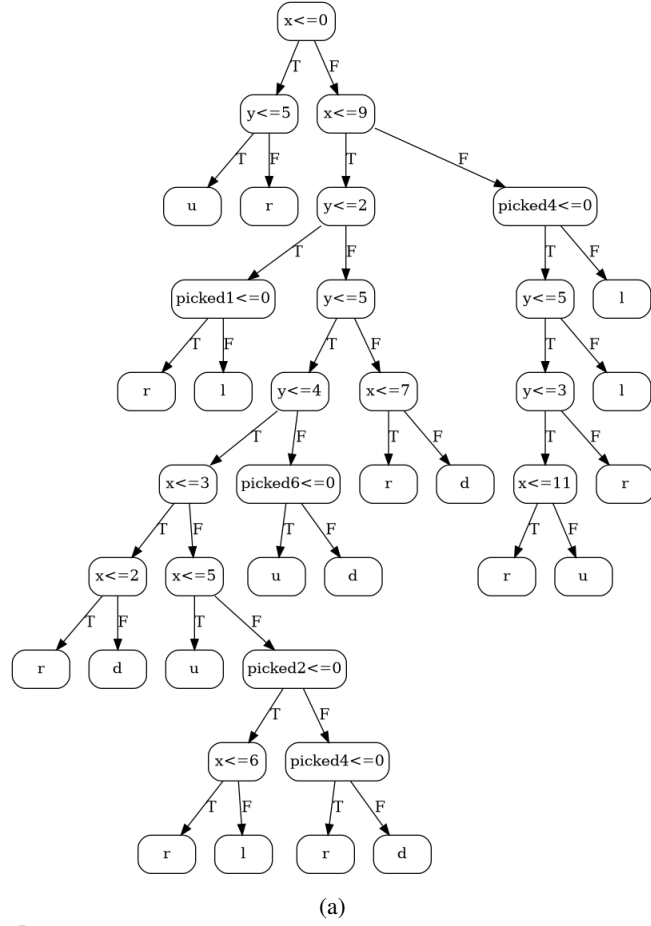 x<=0
T F
y<=5 x<=9
T F T F
u r y<=2 picked4<=0
T F T F
picked1<=0 y<=5 y<=5 l
T F T F T F
r l y<=4 x<=7 y<=3 l
T F T F T F
x<=3 picked6<=0 r d x<=11 r
T F T F T F
x<=2 x<=5 u d r u
T F T F
r d u picked2<=0
T F
x<=6 picked4<=0
T F T F
r l r d
(a)